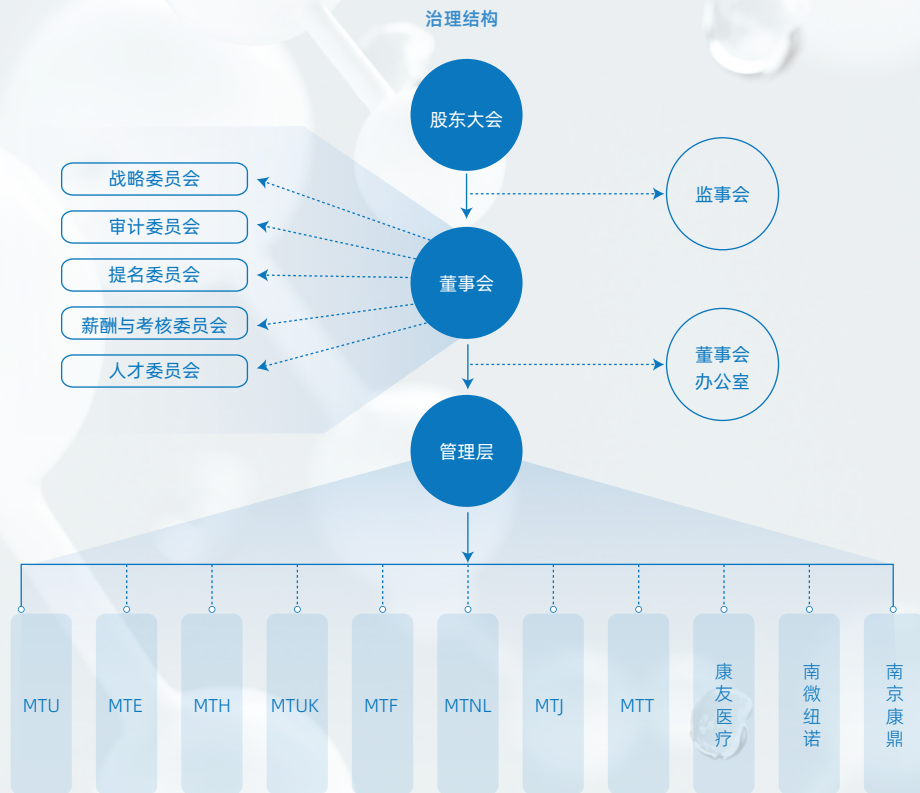 治理结构
股东大会
监事会
战略委员会
审计委员会
提名委员会
薪酬与考核委员会
人才委员会
董事会
董事会
办公室
管理层
MTU
MTE
MTH
MTUK
MTF
MTNL
MTJ
MTT
康友医疗
南微纽诺
南京康鼎